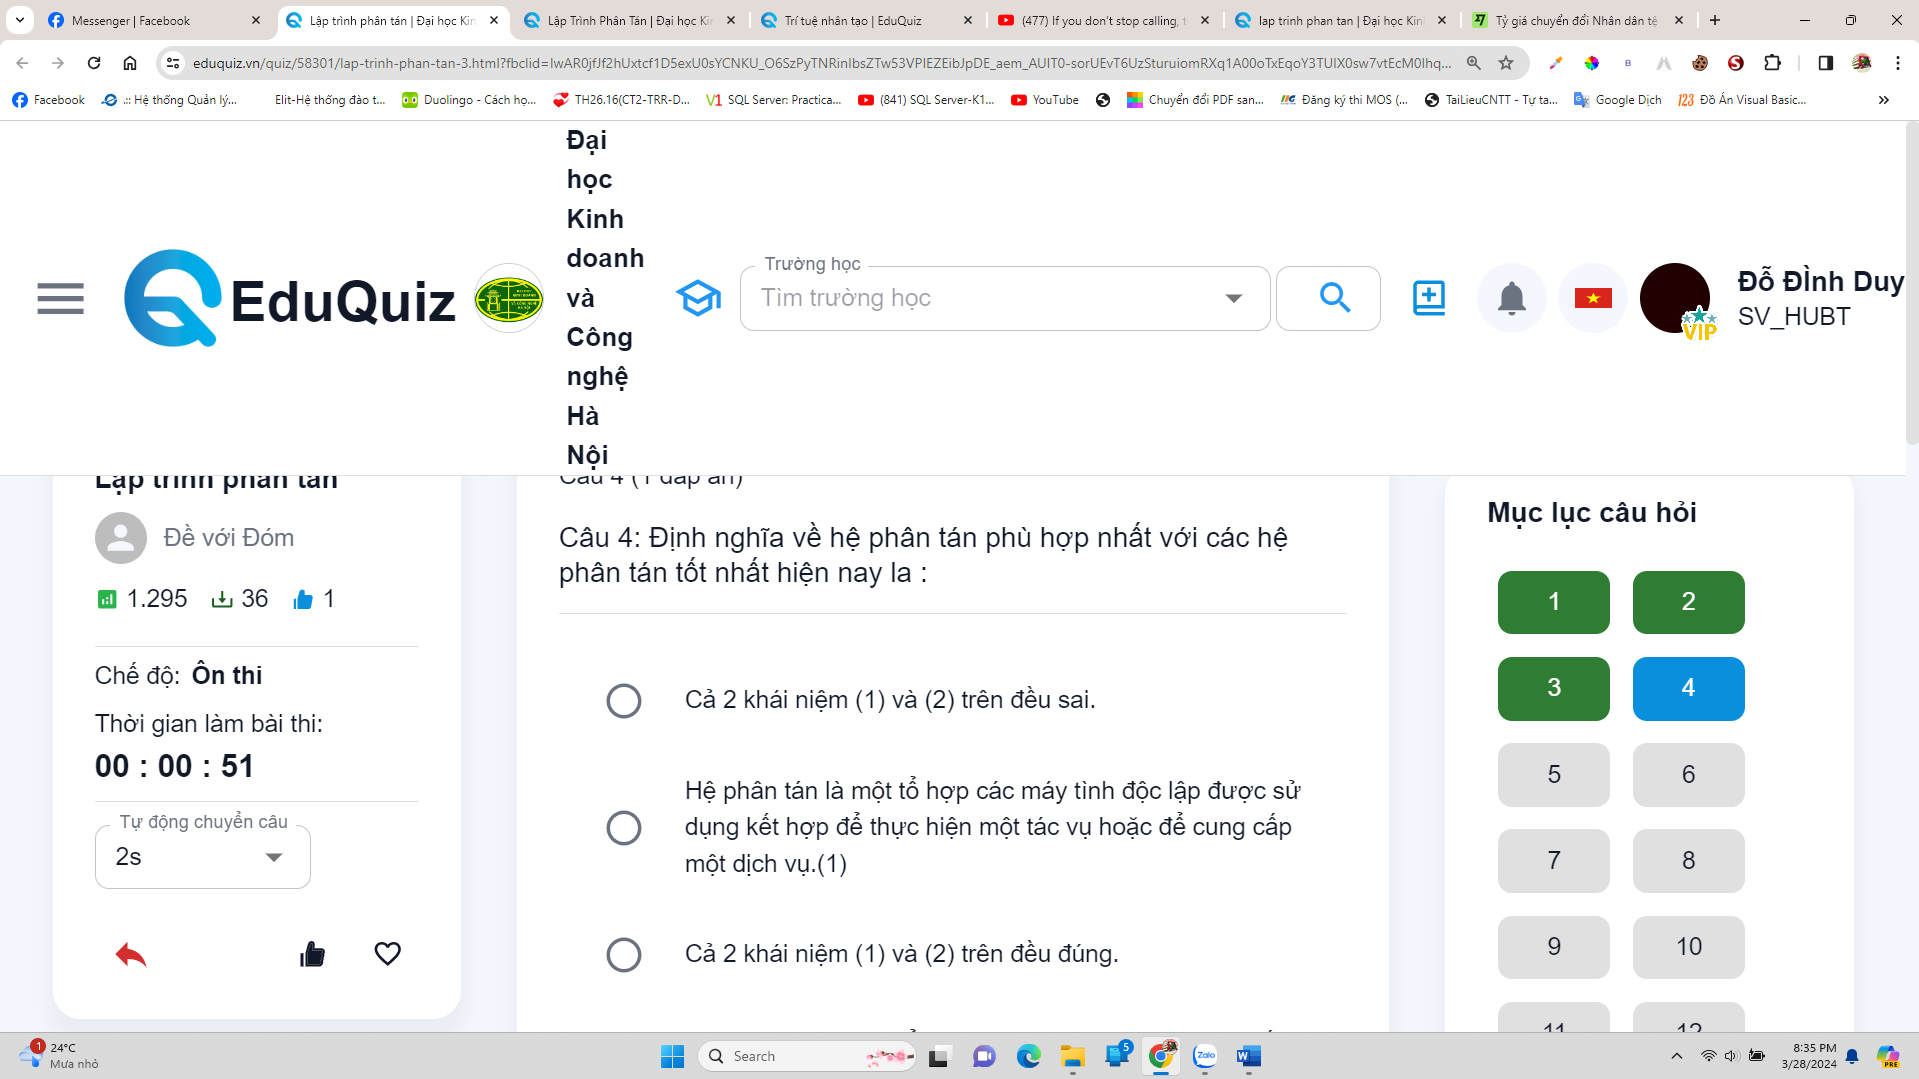 Messenger | Facebook
Lập trình phân tán | Đại học Kin
Lập Trình Phân Tán | Đại học Kin
Trí tuệ nhân tạo | EduQuiz
(477) If you don't stop calling, t
lap trinh phan tan | Đại học Kinh
Tỷ giá chuyển đổi Nhân dân tệ
eduquiz.vn/quiz/58301/lap-trinh-phan-tan-3.html?fbclid=IwAR0jfJf2hUxtcf1D5exU0sYCNKU_O6SzPyTNRinIbsZTw53VPIEZEibJpDE_aem_AUIT0-sorUEvT6UzSturuiomRXq1A00oTxEqoY3TUIX0sw7vtEcM0lhq...
Facebook
.:: Hệ thống Quản lý...
Elit-Hệ thống đào t...
Duolingo - Cách họ...
TH26.16(CT2-TRR-D...
V1 SQL Server: Practica...
(841) SQL Server-K1...
YouTube
Chuyển đổi PDF san...
Đăng ký thi MOS (...
TaiLieuCNTT - Tự ta...
Google Dịch
123 Đồ Án Visual Basic...
Đại
học
Kinh
doanh
và
Công
nghệ
Hà
Nội
EduQuiz
Trường học
Tìm trường học
Đỗ Đình Duy
SV_HUBT
VIP
Lập trình phân tán
Đề với Đóm
1.295 36 1
Chế độ: Ôn thi
Thời gian làm bài thi:
00 : 00 : 51
Tự động chuyển câu
2s
Câu 4 (1 đáp án)
Câu 4: Định nghĩa về hệ phân tán phù hợp nhất với các hệ
phân tán tốt nhất hiện nay la :
Cả 2 khái niệm (1) và (2) trên đều sai.
Hệ phân tán là một tổ hợp các máy tình độc lập được sử
dụng kết hợp để thực hiện một tác vụ hoặc để cung cấp
một dịch vụ.(1)
Cả 2 khái niệm (1) và (2) trên đều đúng.
Mục lục câu hỏi
1 2
3 4
5 6
7 8
9 10
11 12
1
24°C
Mưa nhỏ
Search
5
Zalo
8:35 PM
3/28/2024
PRE